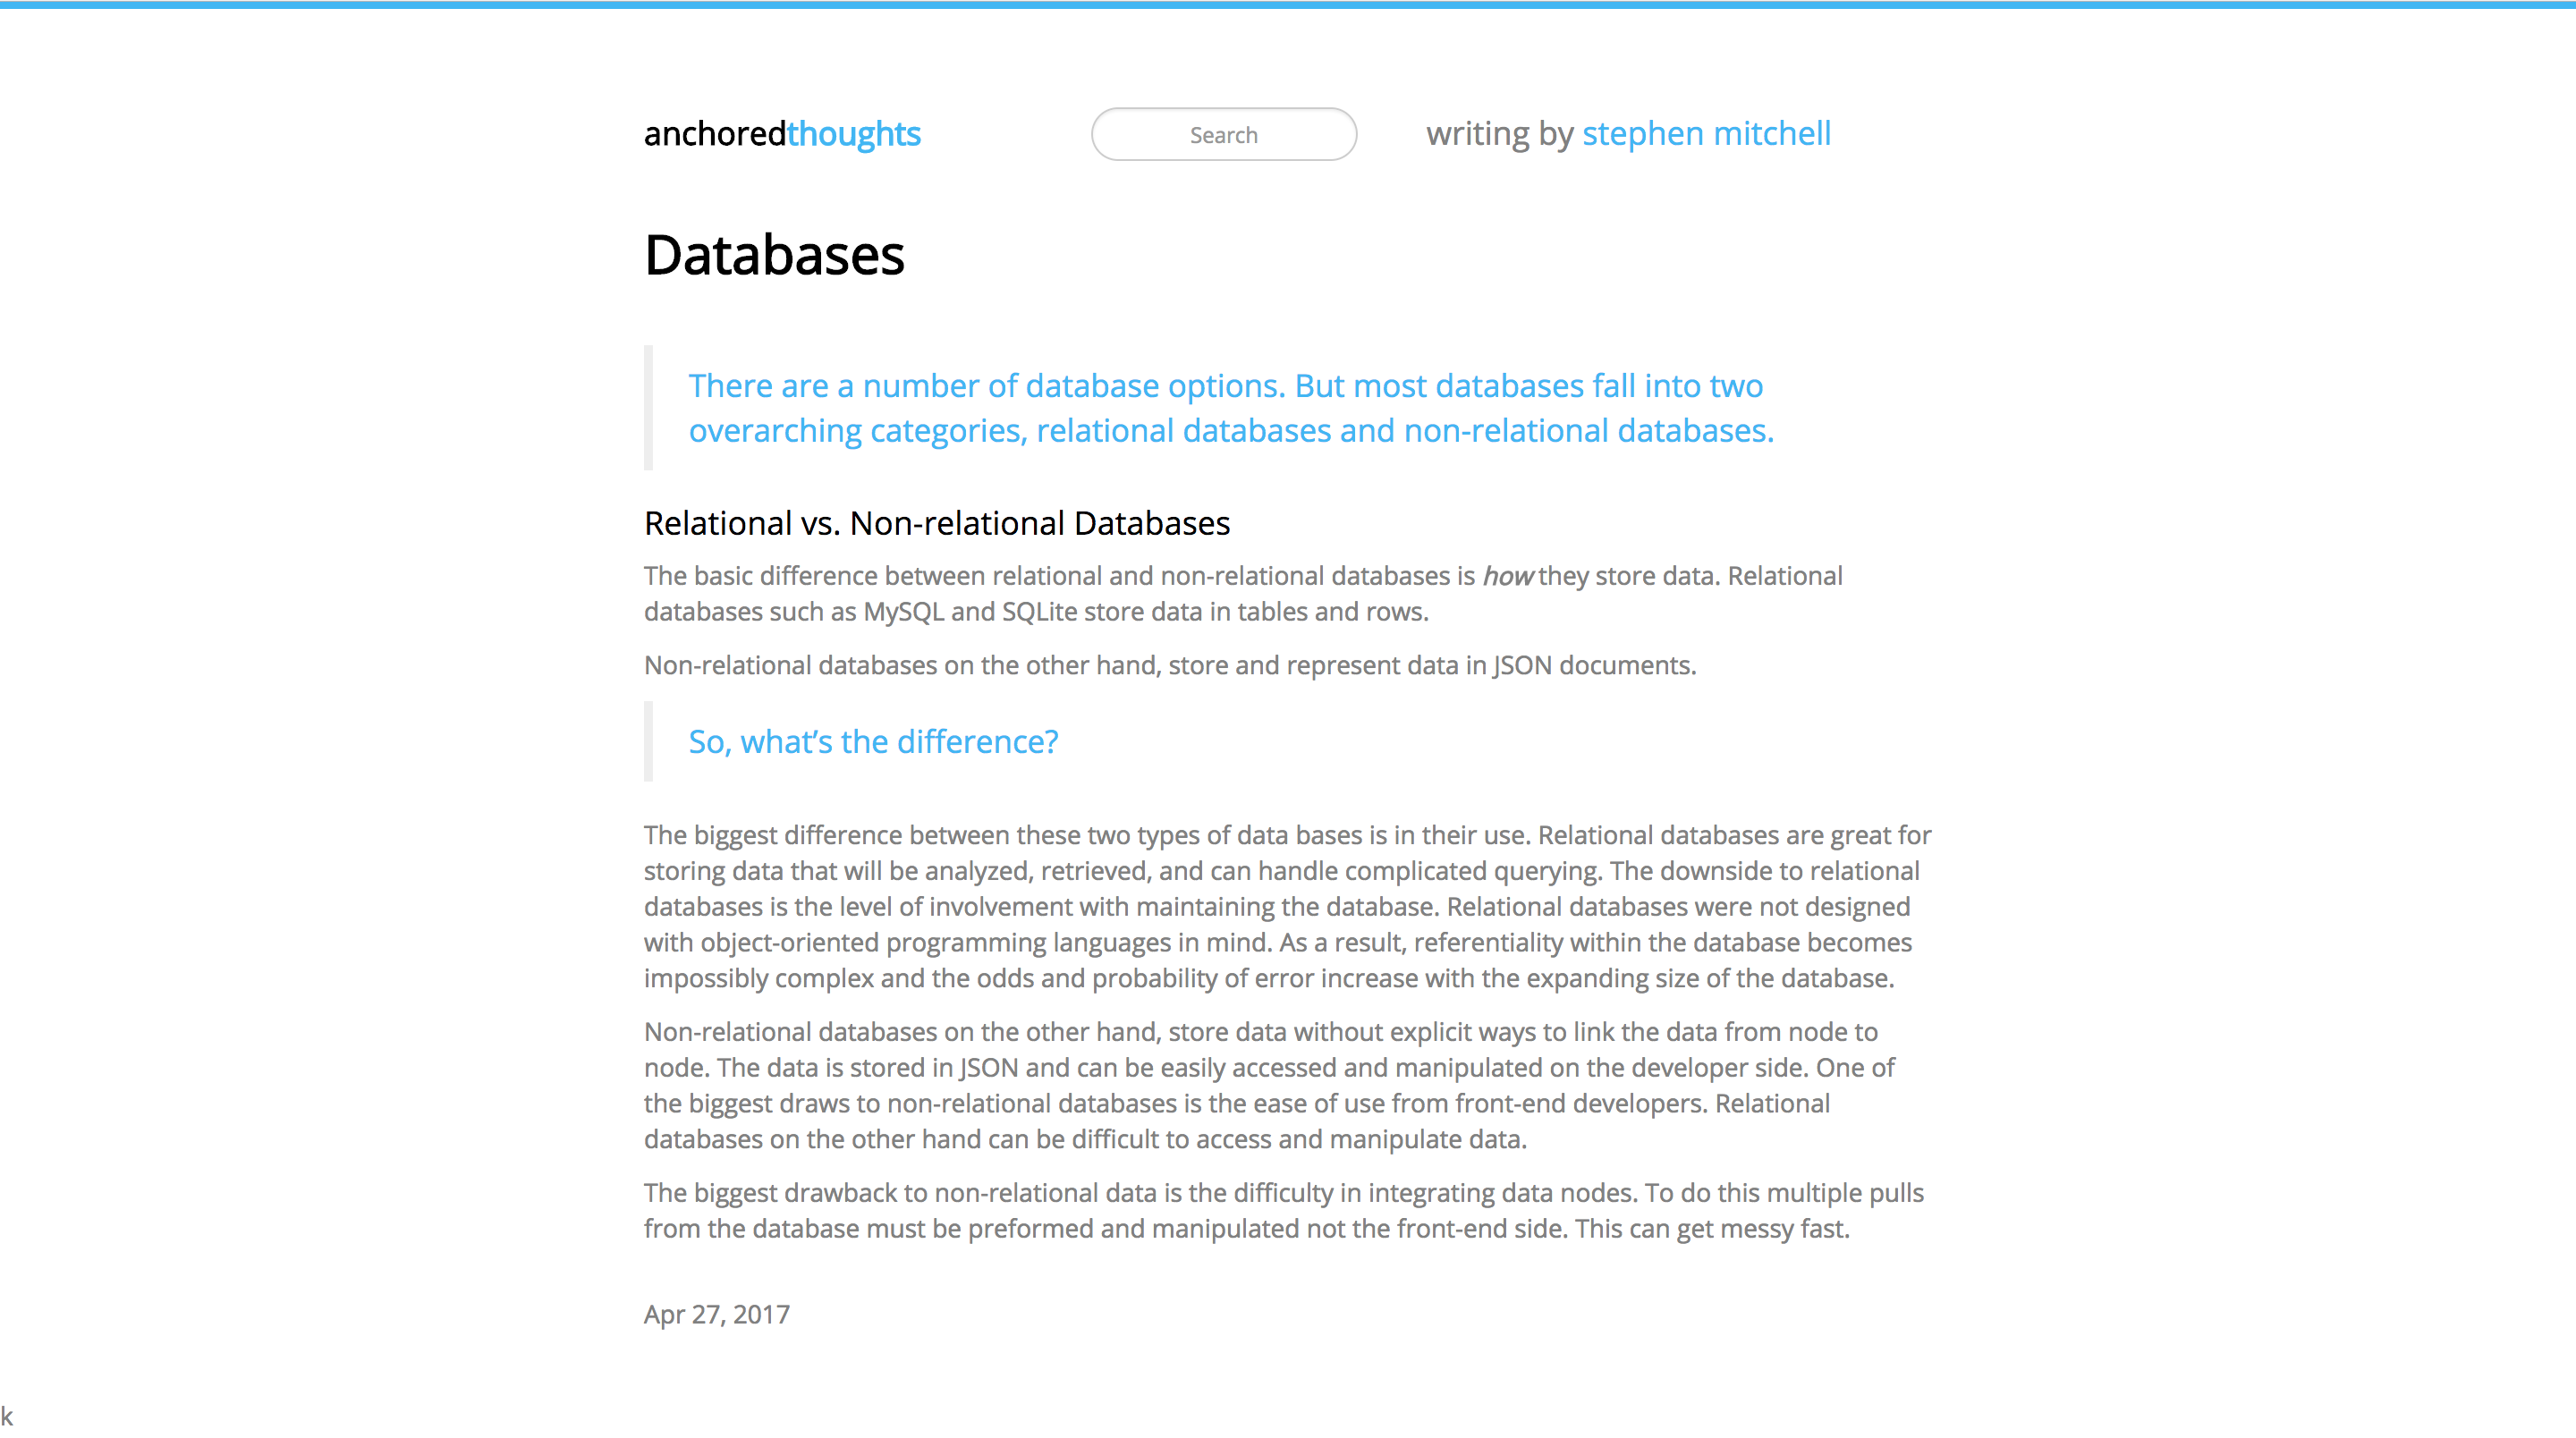 anchoredthoughts
Search
writing by stephen mitchell
Databases
There are a number of database options. But most databases fall into two
overarching categories, relational databases and non-relational databases.
Relational vs. Non-relational Databases
The basic difference between relational and non-relational databases is how they store data. Relational
databases such as MySQL and SQLite store data in tables and rows.
Non-relational databases on the other hand, store and represent data in JSON documents.
So, what’s the difference?
The biggest difference between these two types of data bases is in their use. Relational databases are great for
storing data that will be analyzed, retrieved, and can handle complicated querying. The downside to relational
databases is the level of involvement with maintaining the database. Relational databases were not designed
with object-oriented programming languages in mind. As a result, referentiality within the database becomes
impossibly complex and the odds and probability of error increase with the expanding size of the database.
Non-relational databases on the other hand, store data without explicit ways to link the data from node to
node. The data is stored in JSON and can be easily accessed and manipulated on the developer side. One of
the biggest draws to non-relational databases is the ease of use from front-end developers. Relational
databases on the other hand can be difficult to access and manipulate data.
The biggest drawback to non-relational data is the difficulty in integrating data nodes. To do this multiple pulls
from the database must be preformed and manipulated not the front-end side. This can get messy fast.
Apr 27, 2017
k